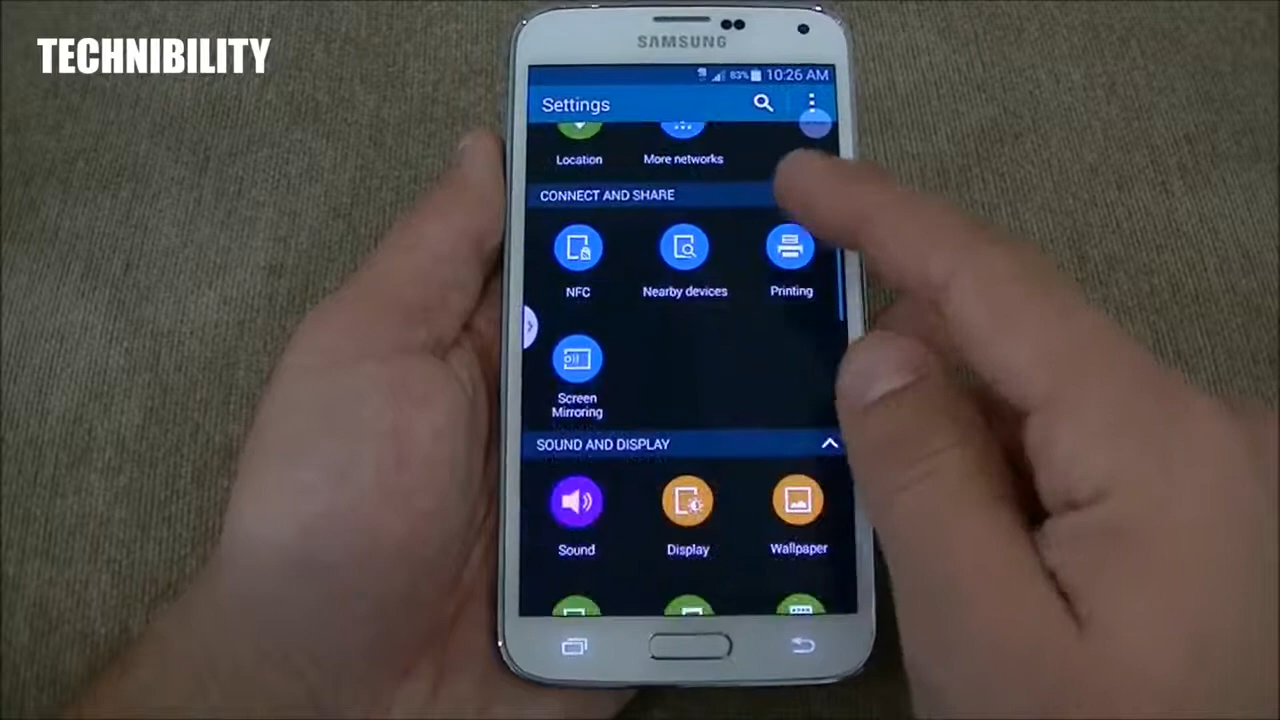 TECHNIBILITY
SAMSUNG
83% 10:26 AM
Settings
Location
More networks
CONNECT AND SHARE
NFC
Nearby devices
Printing
Screen
Mirroring
SOUND AND DISPLAY
Sound
Display
Wallpaper